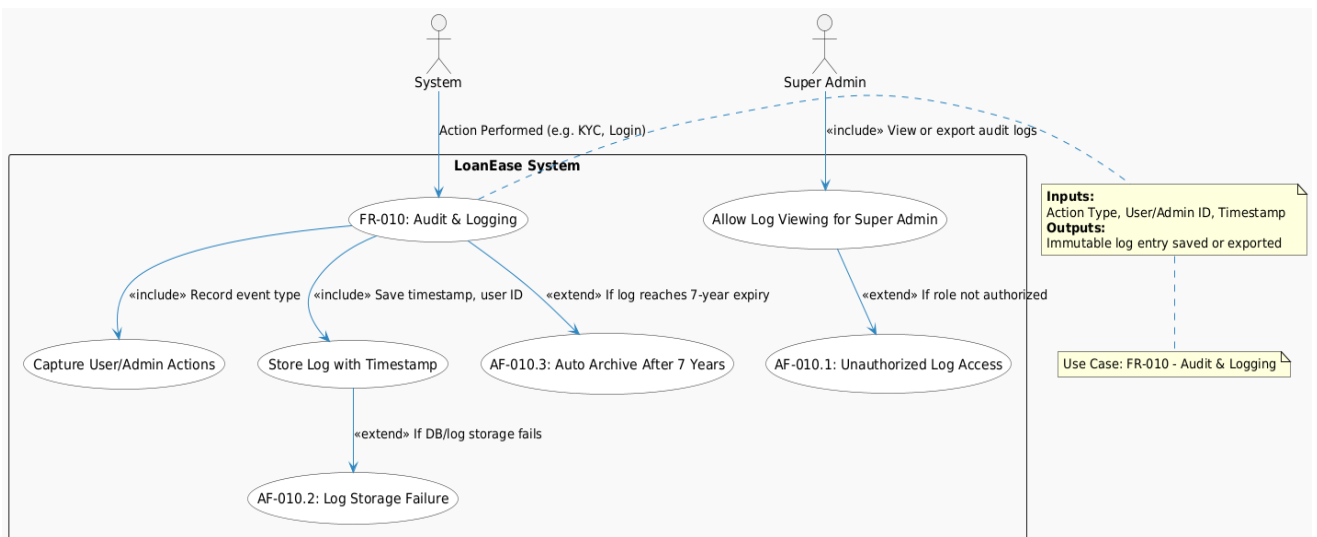 System
Super Admin
Action Performed (e.g. KYC, Login)
«include» View or export audit logs
LoanEase System
Inputs:
Action Type, User/Admin ID, Timestamp
Outputs:
Immutable log entry saved or exported
FR-010: Audit & Logging
Allow Log Viewing for Super Admin
«include» Record event type
«include» Save timestamp, user ID
«extend» If log reaches 7-year expiry
«extend» If role not authorized
Capture User/Admin Actions
Store Log with Timestamp
AF-010.3: Auto Archive After 7 Years
AF-010.1: Unauthorized Log Access
Use Case: FR-010 - Audit & Logging
«extend» If DB/log storage fails
AF-010.2: Log Storage Failure